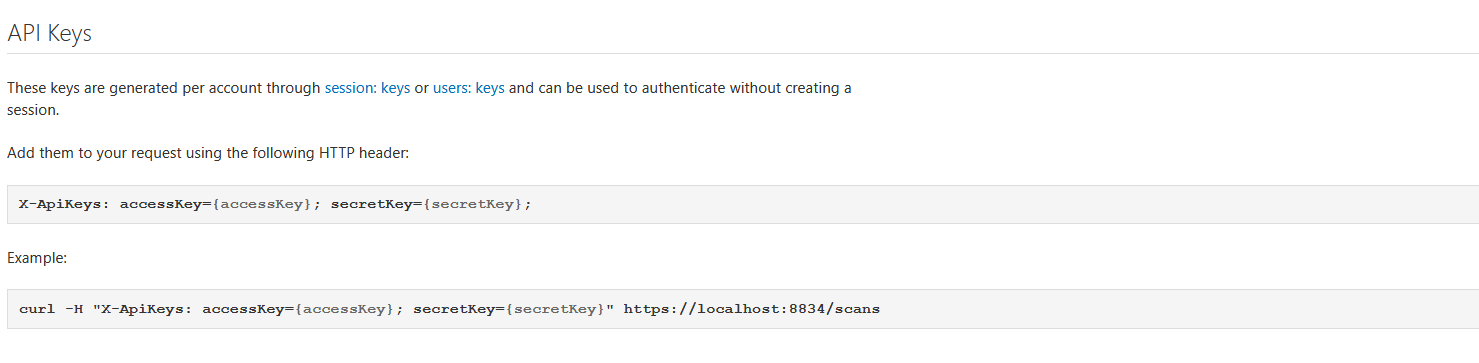 API Keys
These keys are generated per account through session: keys or users: keys and can be used to authenticate without creating a
session.
Add them to your request using the following HTTP header:
X-ApiKeys: accessKey={accessKey}; secretKey={secretKey};
Example:
curl -H "X-ApiKeys: accessKey={accessKey}; secretKey={secretKey}" https://localhost:8834/scans